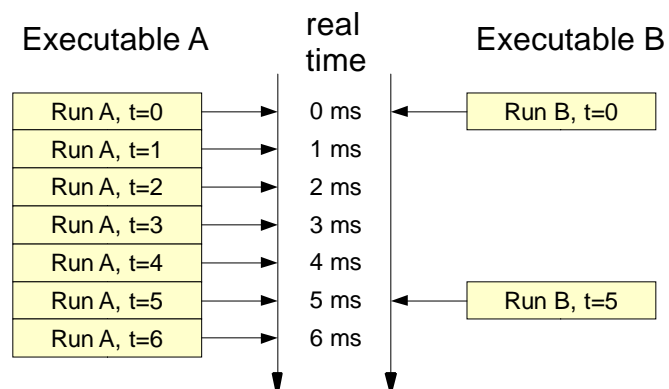 Executable A
real
time
Executable B
Run A, t=0
0 ms
Run B, t=0
Run A, t=1
1 ms
Run A, t=2
2 ms
Run A, t=3
3 ms
Run A, t=4
4 ms
Run A, t=5
5 ms
Run B, t=5
Run A, t=6
6 ms